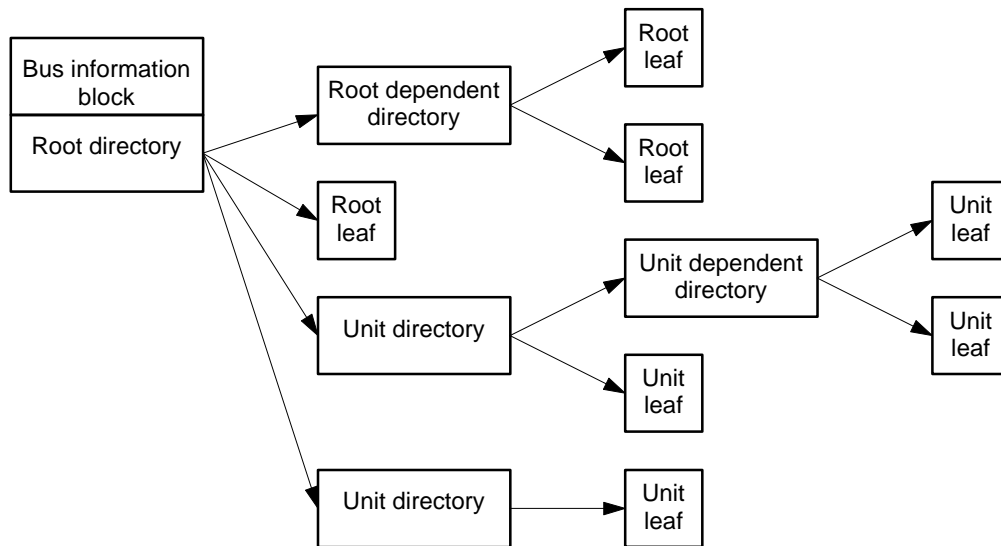 Bus information
block
Root directory
Root dependent
directory
Root
leaf
Root
leaf
Root
leaf
Unit directory
Unit dependent
directory
Unit
leaf
Unit
leaf
Unit
leaf
Unit directory
Unit
leaf